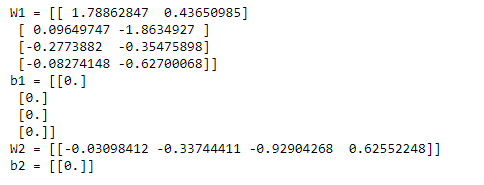 W1 = [[ 1.78862847  0.43650985]
 [ 0.09649747 -1.8634927 ]
 [-0.2773882  -0.35475898]
 [-0.08274148 -0.62700068]]
b1 = [[0.]
 [0.]
 [0.]
 [0.]]
W2 = [[-0.03098412 -0.33744411 -0.92904268  0.62552248]]
b2 = [[0.]]